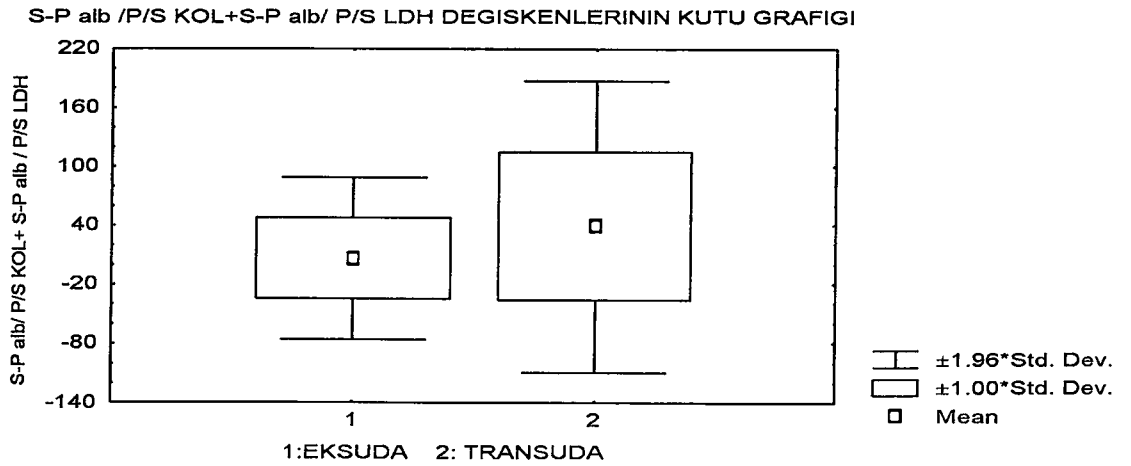 S-P alb /P/S KOL+S-P alb/ P/S LDH DEGISKENLERININ KUTU GRAFIGI
S-P alb/ P/S KOL+ S-P alb / P/S LDH
220
160
100
40
-20
-80
-140
1
2
1:EKSUDA 2: TRANSUDA
±1.96*Std. Dev.
±1.00*Std. Dev.
Mean